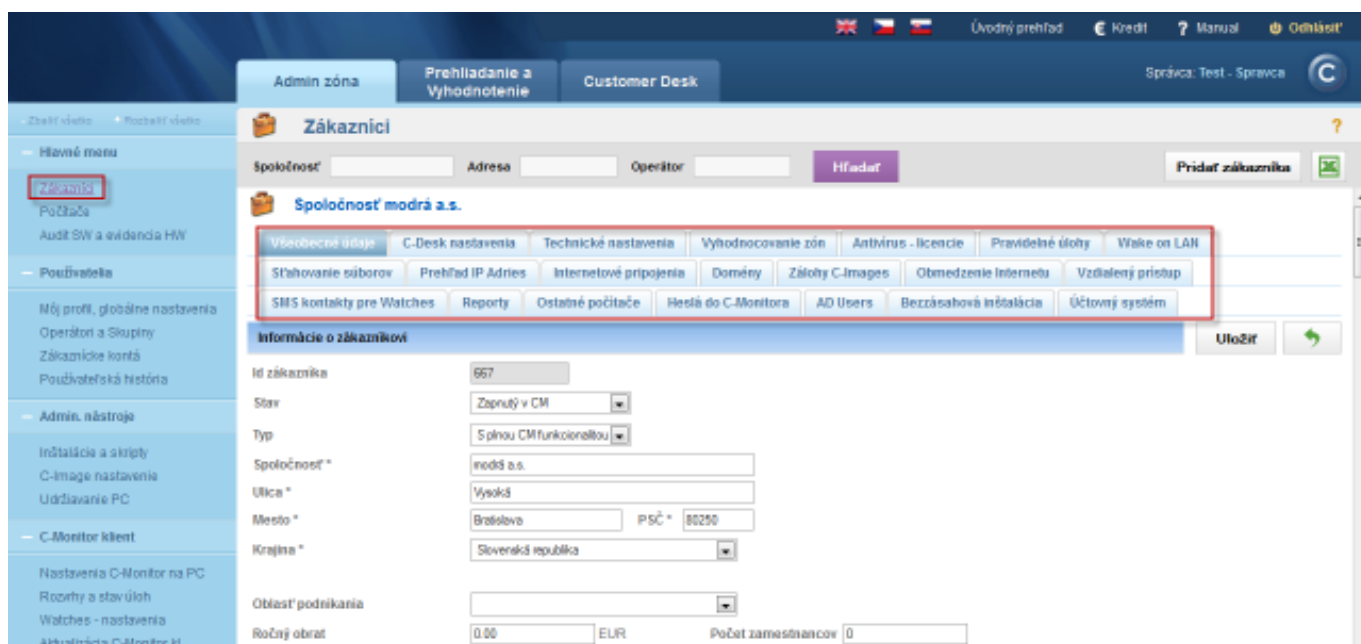 Úvodný prehľad € Kredit ? Manual Odhlásiť
Admin zóna
Prehliadanie a
Vyhodnotenie
Customer Desk
Správca: Test - Spravca
Zbaliť všetko Rozbaliť všetko
Hlavné menu
Zákazníci
Počítače
Audit SW a evidencia HW
Používatelia
Môj profil, globálne nastavenia
Operátori a Skupiny
Zákaznícke kontá
Používateľská história
Admin. nástroje
Inštalácie a skripty
C-Image nastavenie
Udržiavanie PC
C-Monitor klient
Nastavenia C-Monitor na PC
Rozvrhy a stav úloh
Watches - nastavenia
Aktualizácia C-Monitor kl.
Zákazníci ?
Spoločnosť Adresa Operátor Hľadať Pridať zákazníka
Spoločnosť modrá a.s.
Všeobecné údaje C-Desk nastavenia Technické nastavenia Vyhodnocovanie zón Antivírus - licencie Pravidelné úlohy Wake on LAN
Sťahovanie súborov Prehľad IP Adries Internetové pripojenia Domény Zálohy C-Images Obmedzenie Internetu Vzdialený prístup
SMS kontakty pre Watches Reporty Ostatné počítače Heslá do C-Monitora AD Users Bezzásahová inštalácia Účtovný systém
Informácie o zákazníkovi Uložiť
Id zákazníka 667
Stav Zapnutý v CM
Typ S plnou CM funkcionalitou
Spoločnosť * modrá a.s.
Ulica * Vysoká
Mesto * Bratislava PSČ * 80250
Krajina * Slovenská republika
Oblasť podnikania
Ročný obrat 0.00 EUR Počet zamestnancov 0